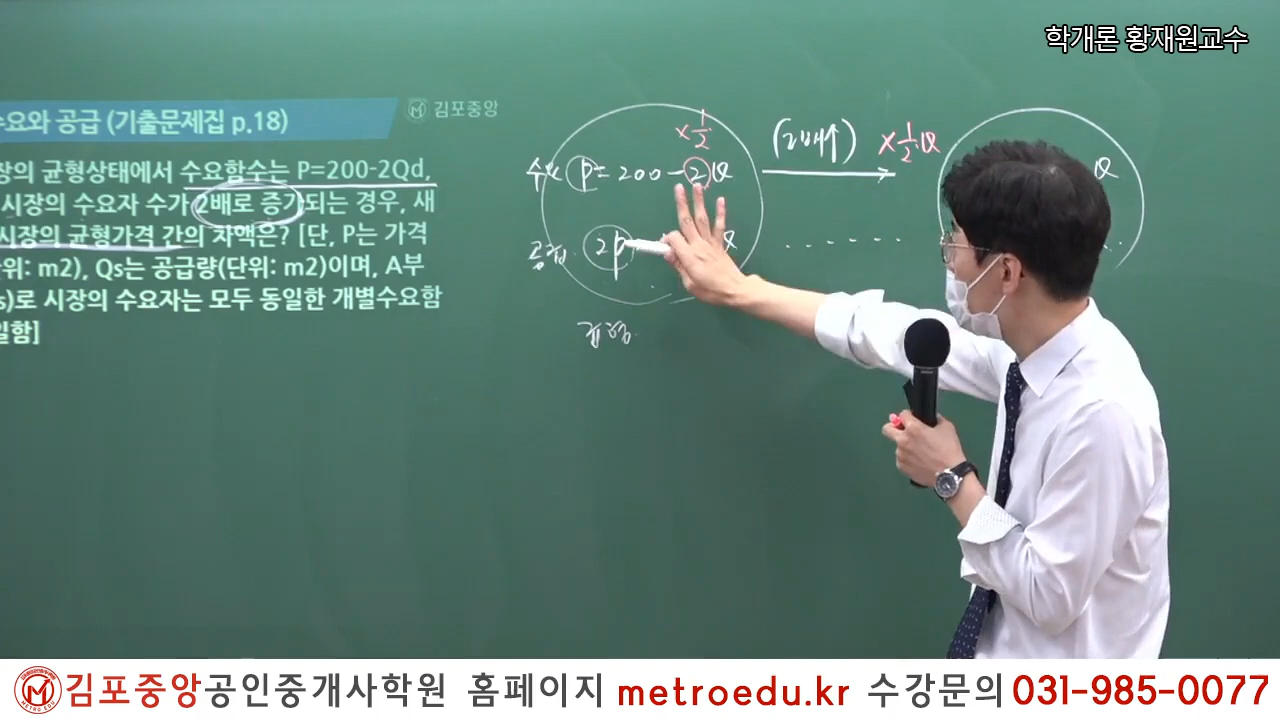 학개론 황재원교수
요와 공급 (기출문제집 p.18)
김포중앙
장의 균형상태에서 수요함수는 P=200-2Qd,
시장의 수요자 수가 2배로 증가되는 경우, 새
시장의 균형가격 간의 차액은? [단, P는 가격
위: m2), Qs는 공급량(단위: m2)이며, A부
s)로 시장의 수요자는 모두 동일한 개별수요함
일함]
×1/2
(2배↑)
×1/2·Q
수요 P=200-2Q
Q
공급 2P
Q
균형
김포중앙공인중개사학원 홈페이지 metroedu.kr 수강문의 031-985-0077
METRO EDU